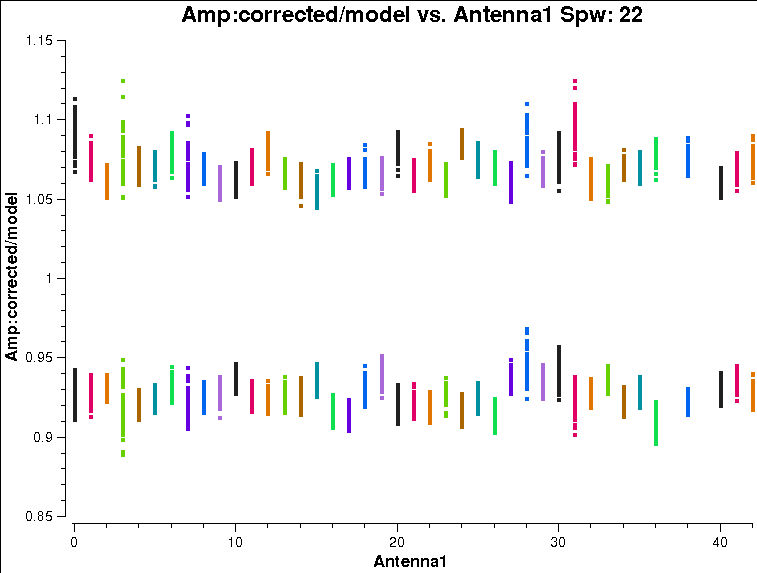 Amp:corrected/model vs. Antenna1 Spw: 22
1.15
1.1
1.05
1
0.95
0.9
0.85
Amp:corrected/model
0 10 20 30 40
Antenna1